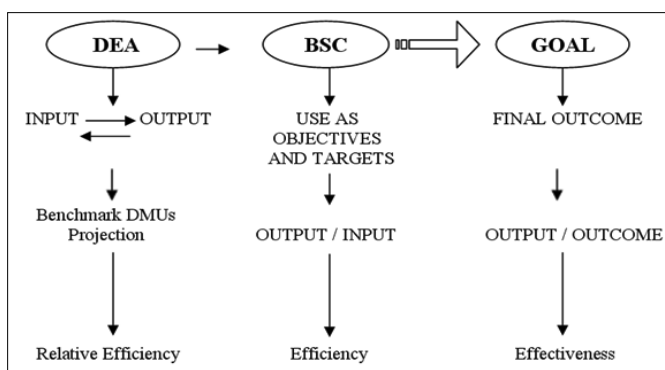 DEA
BSC
GOAL
INPUT OUTPUT
USE AS
OBJECTIVES
AND TARGETS
FINAL OUTCOME
Benchmark DMUs
Projection
OUTPUT / INPUT
OUTPUT / OUTCOME
Relative Efficiency
Efficiency
Effectiveness